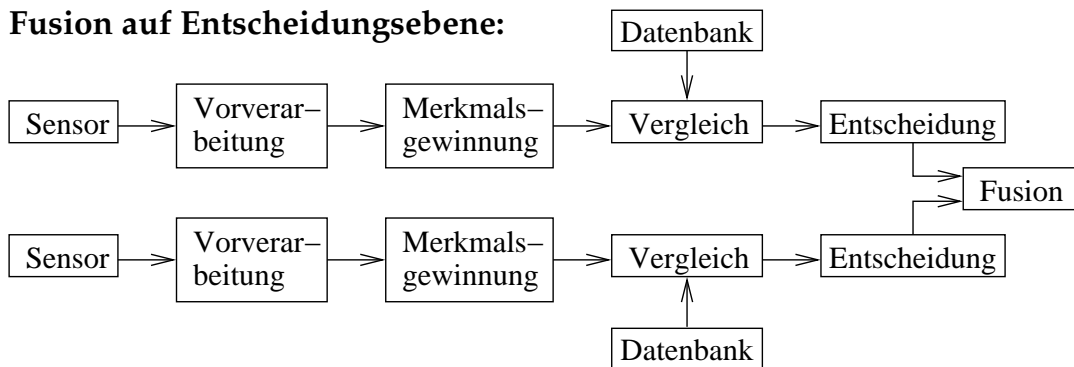 Fusion auf Entscheidungsebene:
Datenbank
Sensor
Vorverar–
beitung
Merkmals–
gewinnung
Vergleich
Entscheidung
Fusion
Sensor
Vorverar–
beitung
Merkmals–
gewinnung
Vergleich
Entscheidung
Datenbank